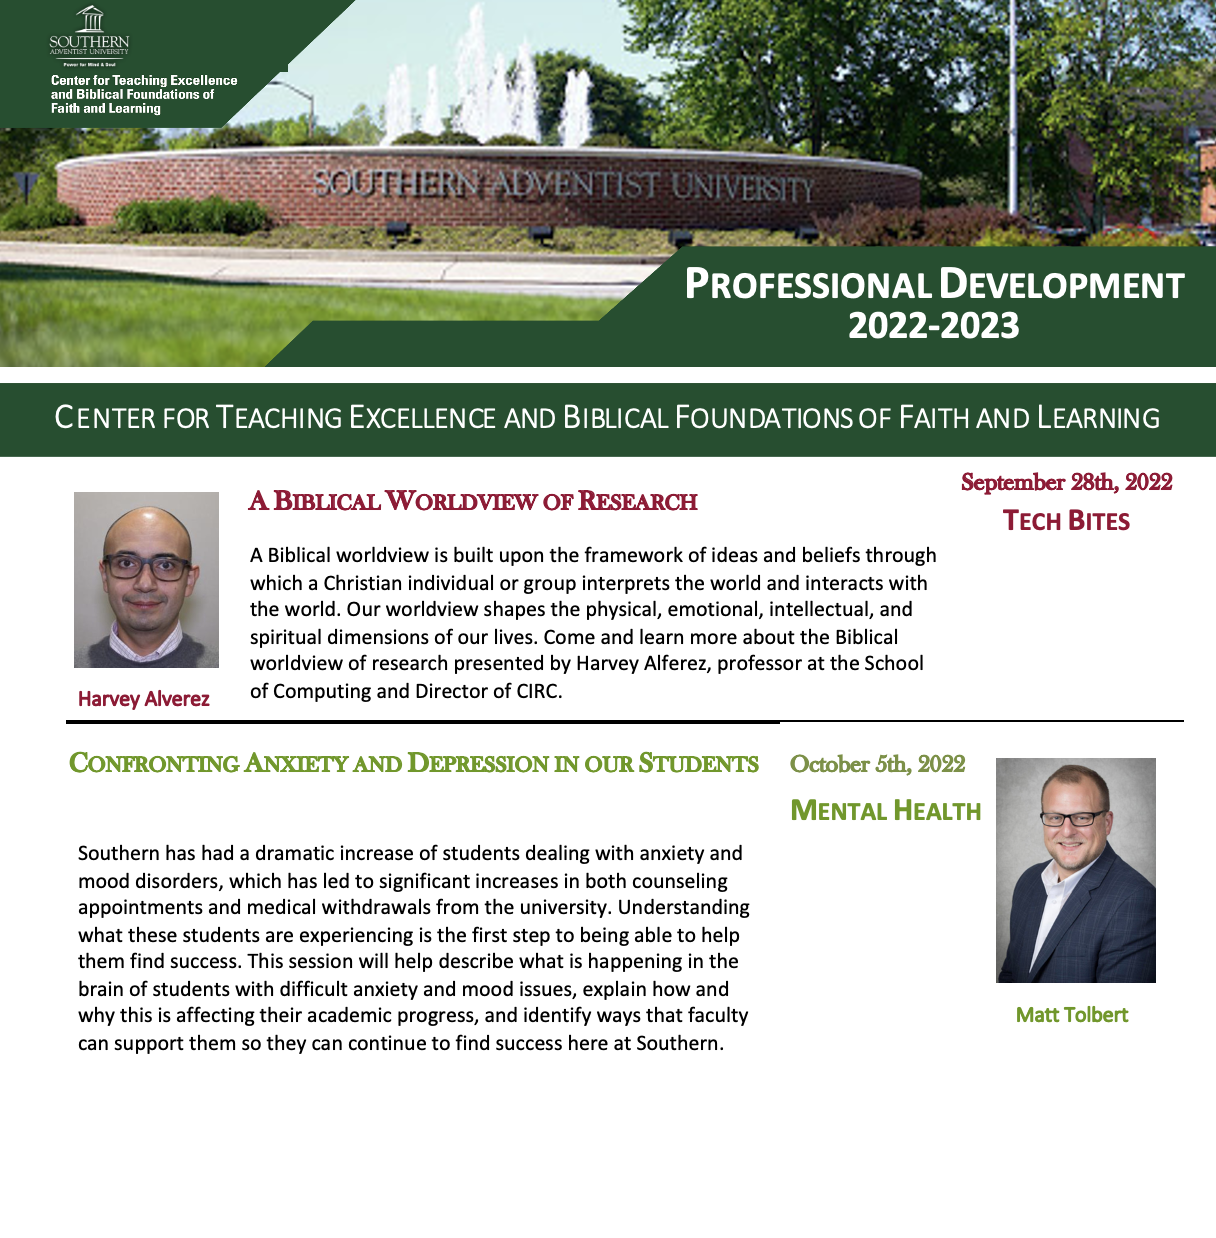 SOUTHERN
ADVENTIST UNIVERSITY
Power for Mind & Soul
Center for Teaching Excellence
and Biblical Foundations of
Faith and Learning
SOUTHERN ADVENTIST UNIVERSITY
PROFESSIONAL DEVELOPMENT
2022-2023
CENTER FOR TEACHING EXCELLENCE AND BIBLICAL FOUNDATIONS OF FAITH AND LEARNING
September 28th, 2022
TECH BITES
A BIBLICAL WORLDVIEW OF RESEARCH
A Biblical worldview is built upon the framework of ideas and beliefs through
which a Christian individual or group interprets the world and interacts with
the world. Our worldview shapes the physical, emotional, intellectual, and
spiritual dimensions of our lives. Come and learn more about the Biblical
worldview of research presented by Harvey Alferez, professor at the School
of Computing and Director of CIRC.
Harvey Alverez
CONFRONTING ANXIETY AND DEPRESSION IN OUR STUDENTS
October 5th, 2022
MENTAL HEALTH
Southern has had a dramatic increase of students dealing with anxiety and
mood disorders, which has led to significant increases in both counseling
appointments and medical withdrawals from the university. Understanding
what these students are experiencing is the first step to being able to help
them find success. This session will help describe what is happening in the
brain of students with difficult anxiety and mood issues, explain how and
why this is affecting their academic progress, and identify ways that faculty
can support them so they can continue to find success here at Southern.
Matt Tolbert